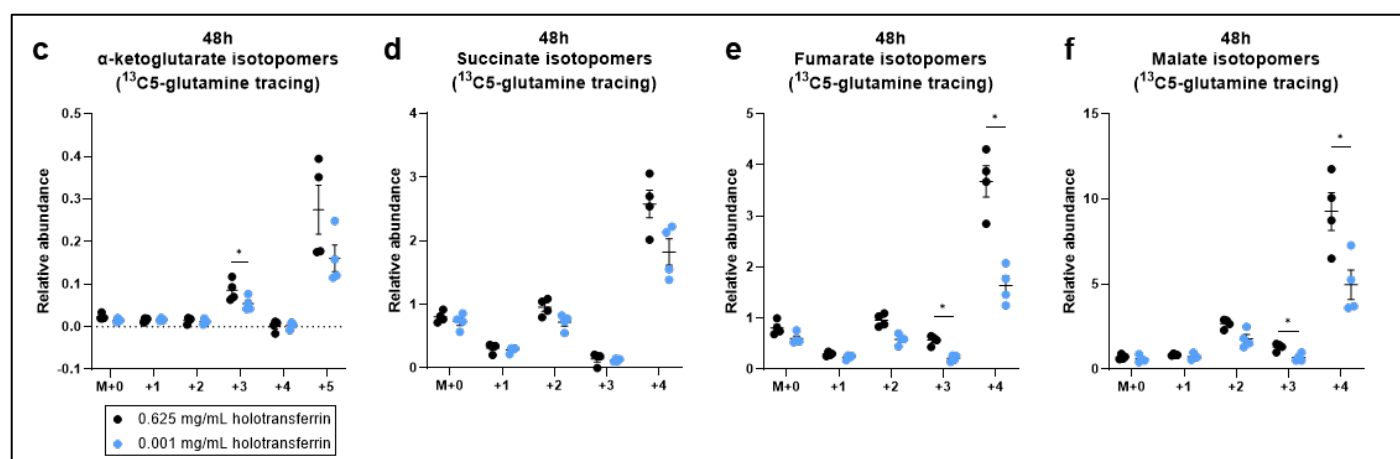 c
48h
α-ketoglutarate isotopomers
(¹³C5-glutamine tracing)
Relative abundance
0.5
0.4
0.3
0.2
0.1
0.0
-0.1
*
M+0 +1 +2 +3 +4 +5
0.625 mg/mL holotransferrin
0.001 mg/mL holotransferrin
d
48h
Succinate isotopomers
(¹³C5-glutamine tracing)
Relative abundance
4
3
2
1
0
M+0 +1 +2 +3 +4
e
48h
Fumarate isotopomers
(¹³C5-glutamine tracing)
Relative abundance
5
4
3
2
1
0
*
*
M+0 +1 +2 +3 +4
f
48h
Malate isotopomers
(¹³C5-glutamine tracing)
Relative abundance
15
10
5
0
*
*
M+0 +1 +2 +3 +4